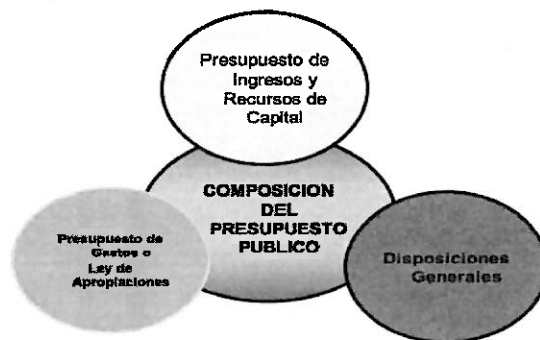 Presupuesto de
Ingresos y
Recursos de
Capital
COMPOSICION
DEL
PRESUPUESTO
PUBLICO
Presupuesto de
Gastos o
Ley de
Apropiaciones
Disposiciones
Generales